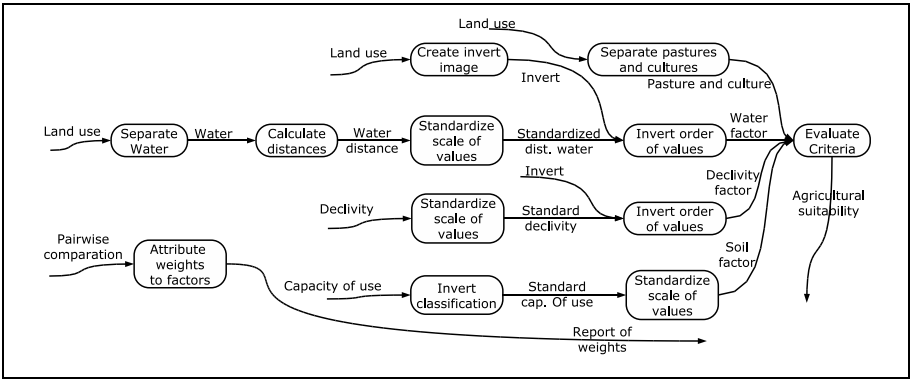 Land use
Land use
Create invert
image
Separate pastures
and cultures
Invert
Pasture and culture
Land use
Separate
Water
Water
Calculate
distances
Water
distance
Standardize
scale of
values
Standardized
dist. water
Invert order
of values
Water
factor
Evaluate
Criteria
Invert
Declivity
factor
Agricultural
suitability
Declivity
Standardize
scale of
values
Standard
declivity
Invert order
of values
Pairwise
comparation
Attribute
weights
to factors
Soil
factor
Capacity of use
Invert
classification
Standard
cap. Of use
Standardize
scale of
values
Report of
weights